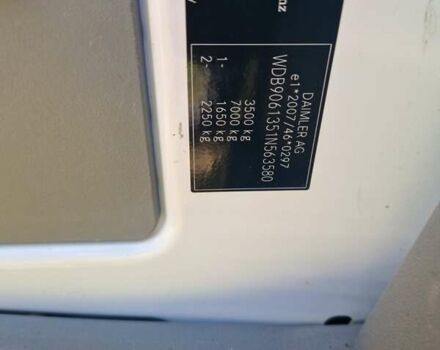 DAIMLER AG
e1*2007/46*0297
WDB9061351N563580
3500 kg
7000 kg
1- 1650 kg
2- 2250 kg